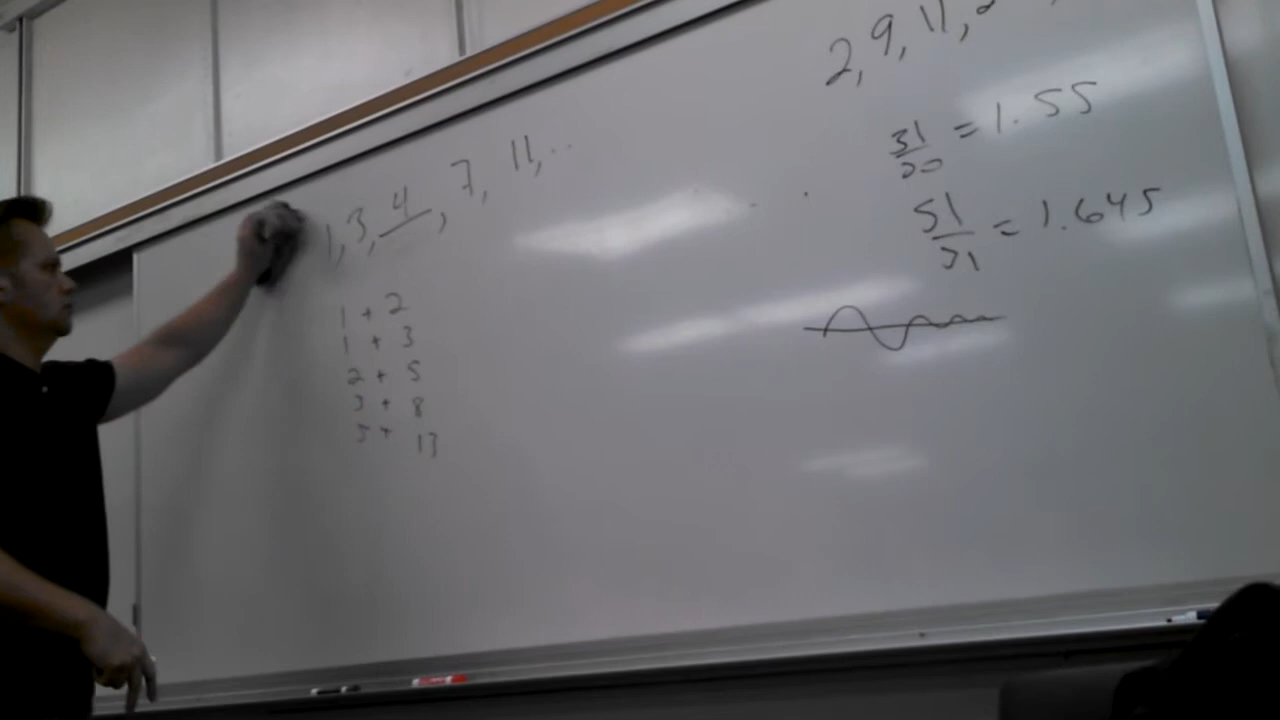 1, 3, 4, 7, 11, ...
1 + 2
1 + 3
2 + 5
3 + 8
5 + 13
2, 9, 11,
31/20 = 1.55
51/31 = 1.645